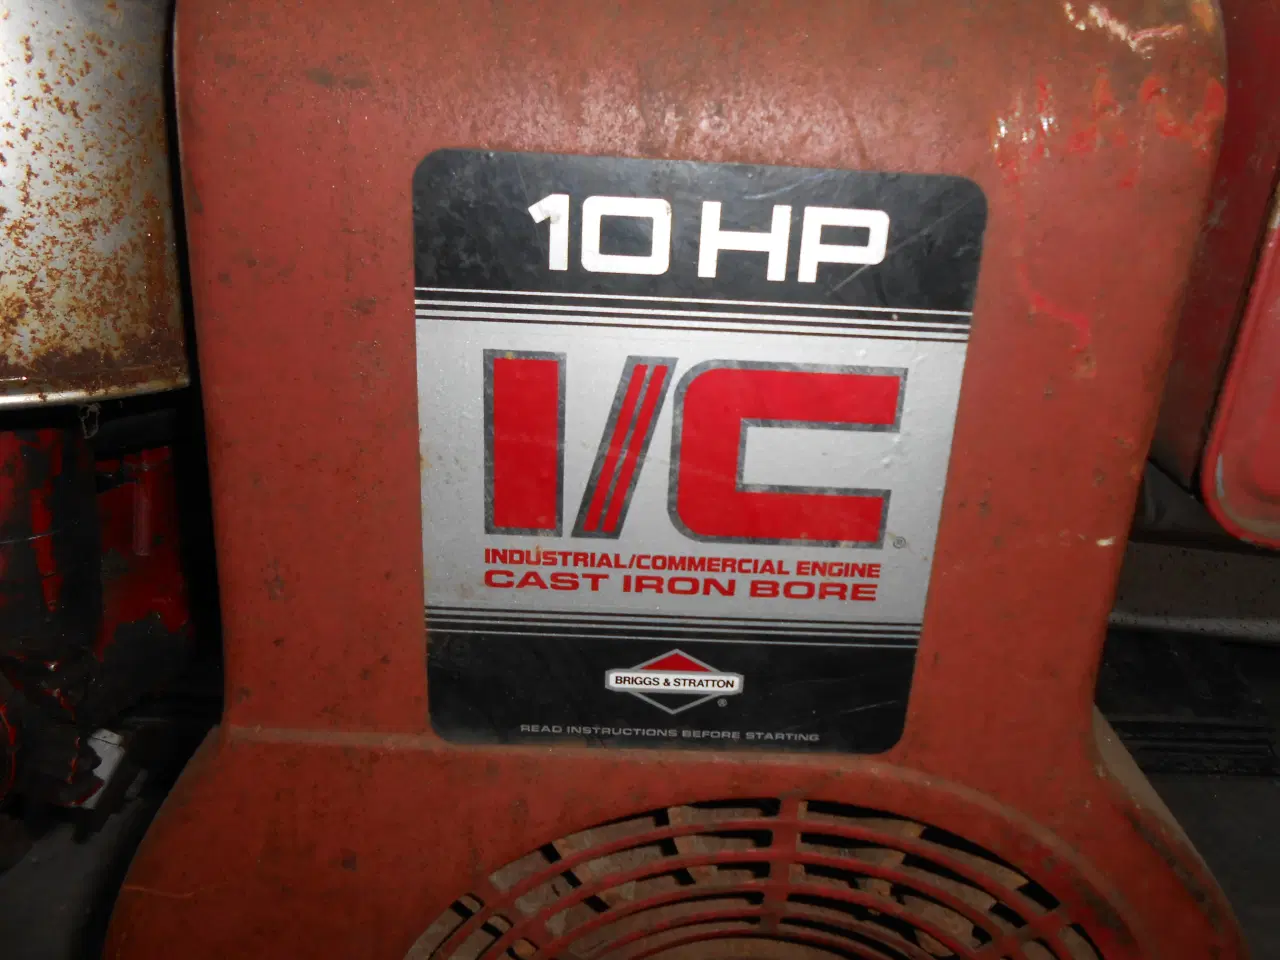 10 HP
I/C®
INDUSTRIAL/COMMERCIAL ENGINE
CAST IRON BORE
BRIGGS & STRATTON®
READ INSTRUCTIONS BEFORE STARTING